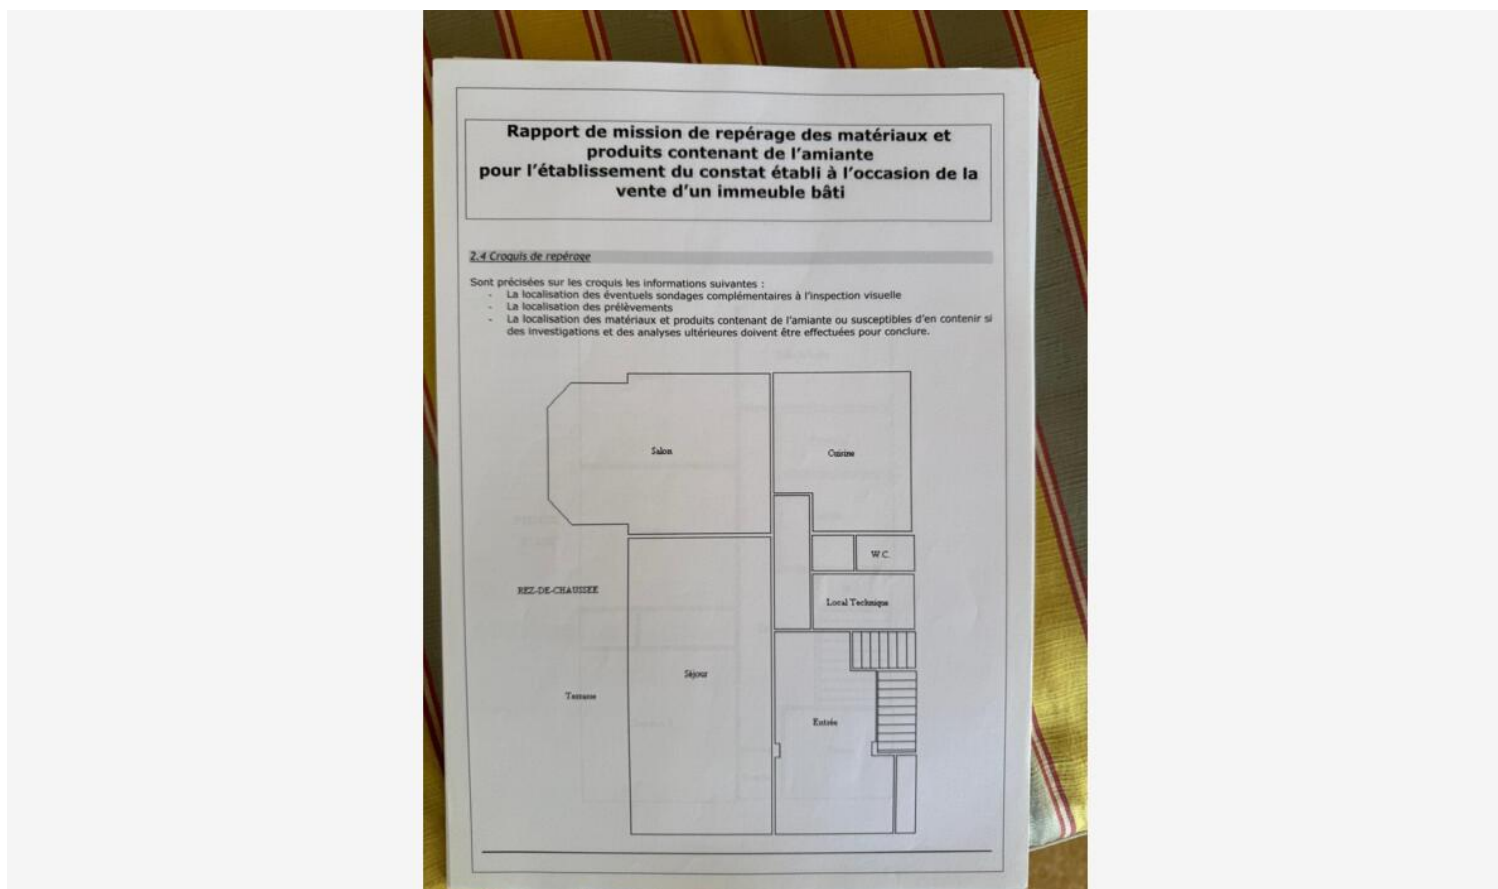 Rapport de mission de repérage des matériaux et
produits contenant de l'amiante
pour l'établissement du constat établi à l'occasion de la
vente d'un immeuble bâti
2.4 Croquis de repérage
Sont précisées sur les croquis les informations suivantes :
- La localisation des éventuels sondages complémentaires à l'inspection visuelle
- La localisation des prélèvements
- La localisation des matériaux et produits contenant de l'amiante ou susceptibles d'en contenir si
des investigations et des analyses ultérieures doivent être effectuées pour conclure.
Salon
Cuisine
W.C.
REZ-DE-CHAUSSEE
Local Technique
Séjour
Terrasse
Entrée